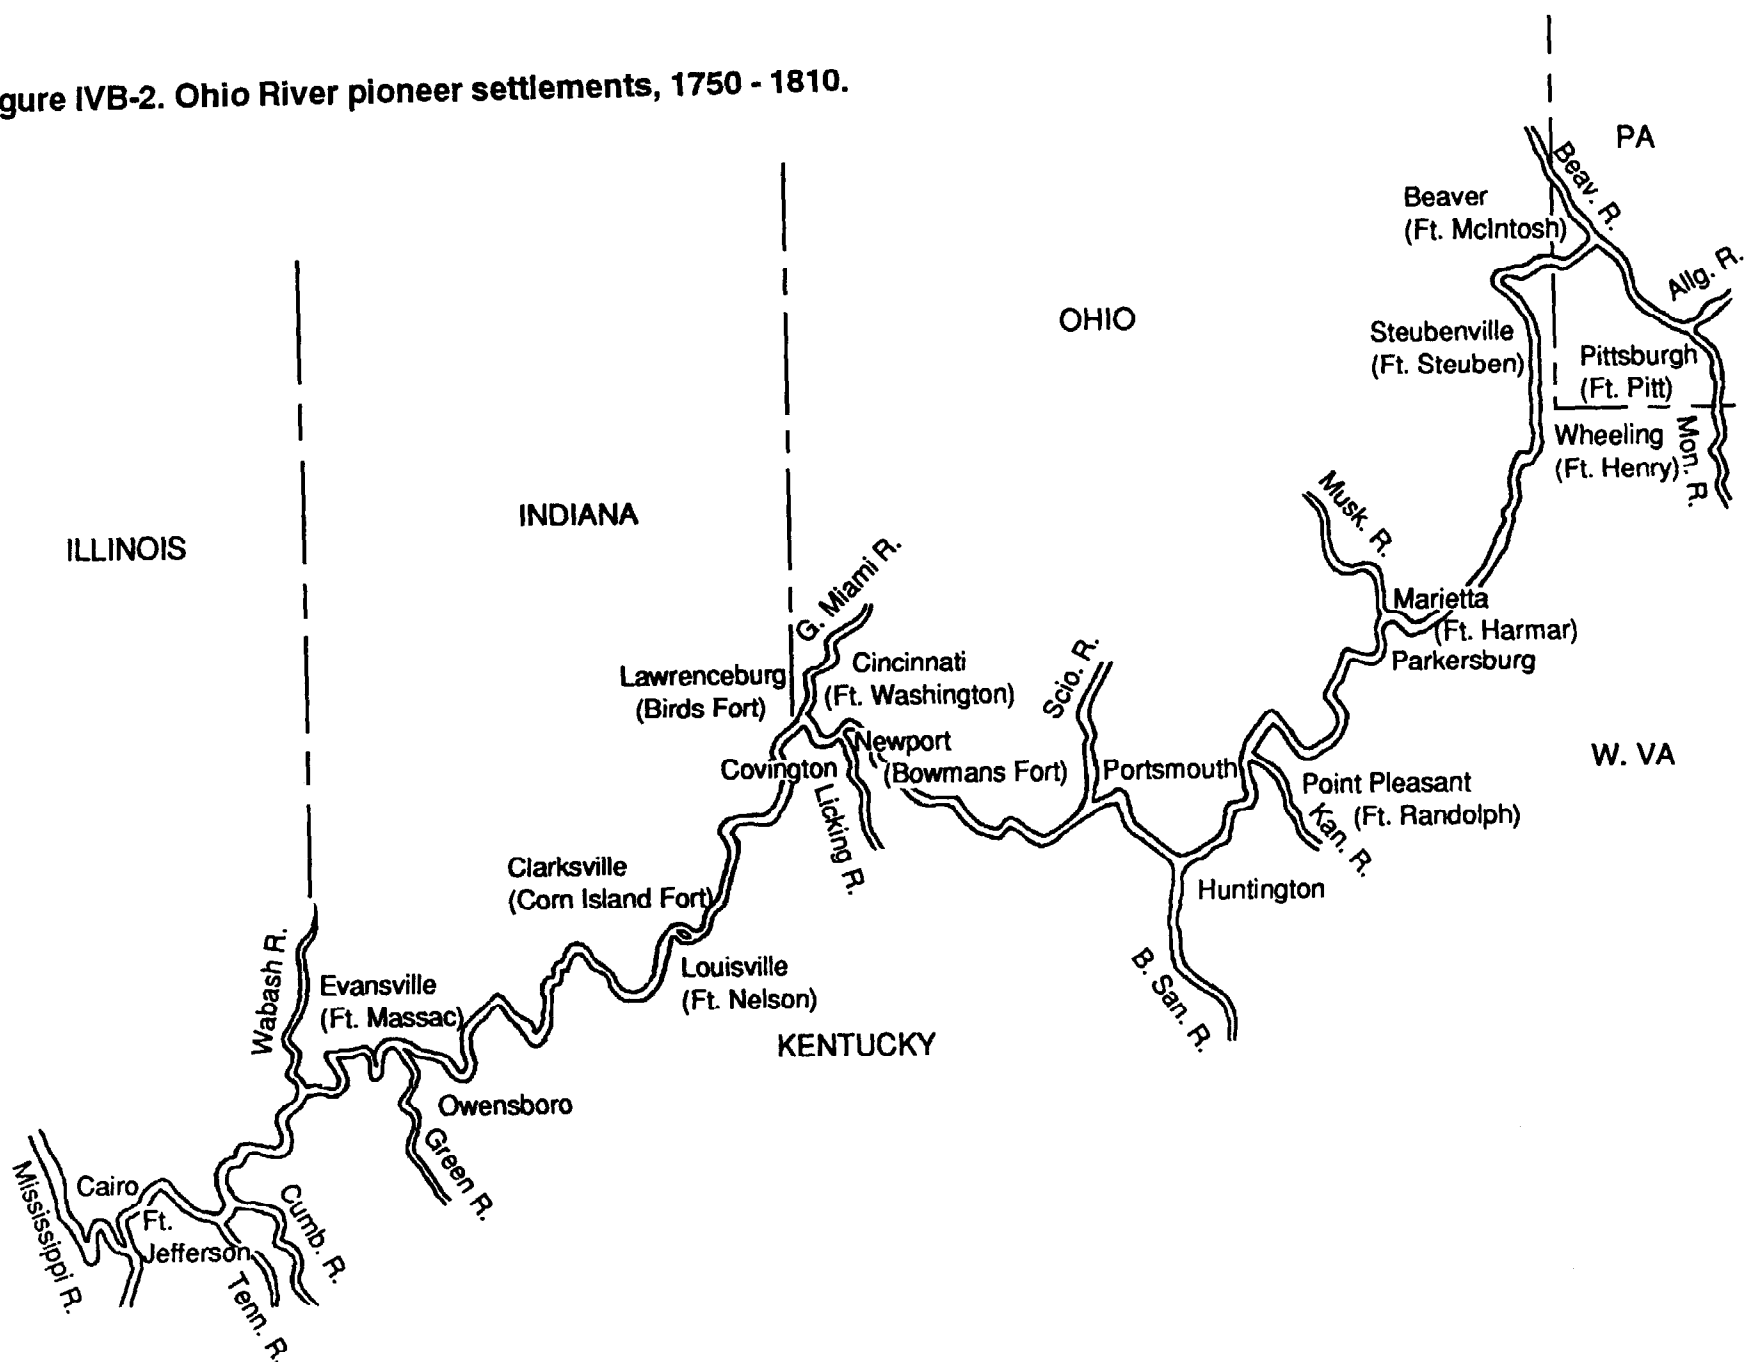 gure IVB-2. Ohio River pioneer settlements, 1750 - 1810.
PA
Beav. R.
Beaver
(Ft. McIntosh)
Allg. R.
OHIO
Steubenville
(Ft. Steuben)
Pittsburgh
(Ft. Pitt)
Wheeling
(Ft. Henry)
Mon. R.
Musk. R.
INDIANA
ILLINOIS
G. Miami R.
Marietta
(Ft. Harmar)
Parkersburg
Scio. R.
Lawrenceburg
(Birds Fort)
Cincinnati
(Ft. Washington)
Newport
(Bowmans Fort)
Covington
Licking R.
Portsmouth
Point Pleasant
(Ft. Randolph)
Kan. R.
W. VA
Huntington
B. San. R.
Clarksville
(Corn Island Fort)
Louisville
(Ft. Nelson)
KENTUCKY
Wabash R.
Evansville
(Ft. Massac)
Owensboro
Green R.
Cairo
Ft.
Jefferson
Mississippi R.
Cumb. R.
Tenn. R.